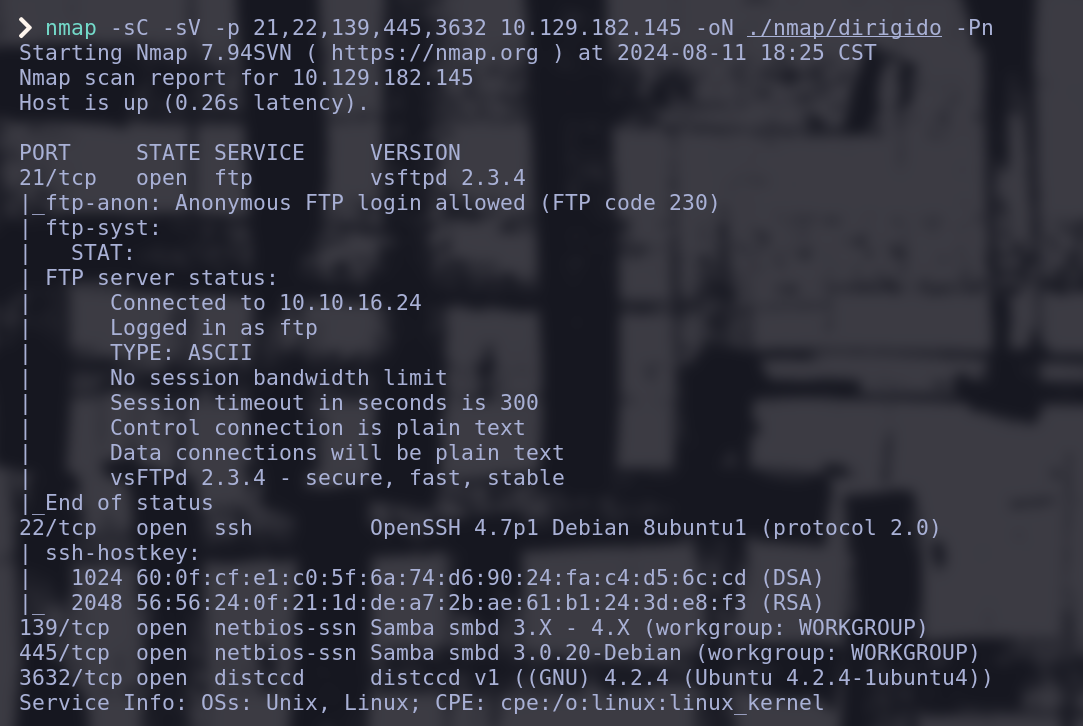 ❯ nmap -sC -sV -p 21,22,139,445,3632 10.129.182.145 -oN ./nmap/dirigido -Pn
Starting Nmap 7.94SVN ( https://nmap.org ) at 2024-08-11 18:25 CST
Nmap scan report for 10.129.182.145
Host is up (0.26s latency).

PORT     STATE SERVICE     VERSION
21/tcp   open  ftp         vsftpd 2.3.4
|_ftp-anon: Anonymous FTP login allowed (FTP code 230)
| ftp-syst:
|   STAT:
| FTP server status:
|      Connected to 10.10.16.24
|      Logged in as ftp
|      TYPE: ASCII
|      No session bandwidth limit
|      Session timeout in seconds is 300
|      Control connection is plain text
|      Data connections will be plain text
|      vsFTPd 2.3.4 - secure, fast, stable
|_End of status
22/tcp   open  ssh         OpenSSH 4.7p1 Debian 8ubuntu1 (protocol 2.0)
| ssh-hostkey:
|   1024 60:0f:cf:e1:c0:5f:6a:74:d6:90:24:fa:c4:d5:6c:cd (DSA)
|_  2048 56:56:24:0f:21:1d:de:a7:2b:ae:61:b1:24:3d:e8:f3 (RSA)
139/tcp  open  netbios-ssn Samba smbd 3.X - 4.X (workgroup: WORKGROUP)
445/tcp  open  netbios-ssn Samba smbd 3.0.20-Debian (workgroup: WORKGROUP)
3632/tcp open  distccd     distccd v1 ((GNU) 4.2.4 (Ubuntu 4.2.4-1ubuntu4))
Service Info: OSs: Unix, Linux; CPE: cpe:/o:linux:linux_kernel